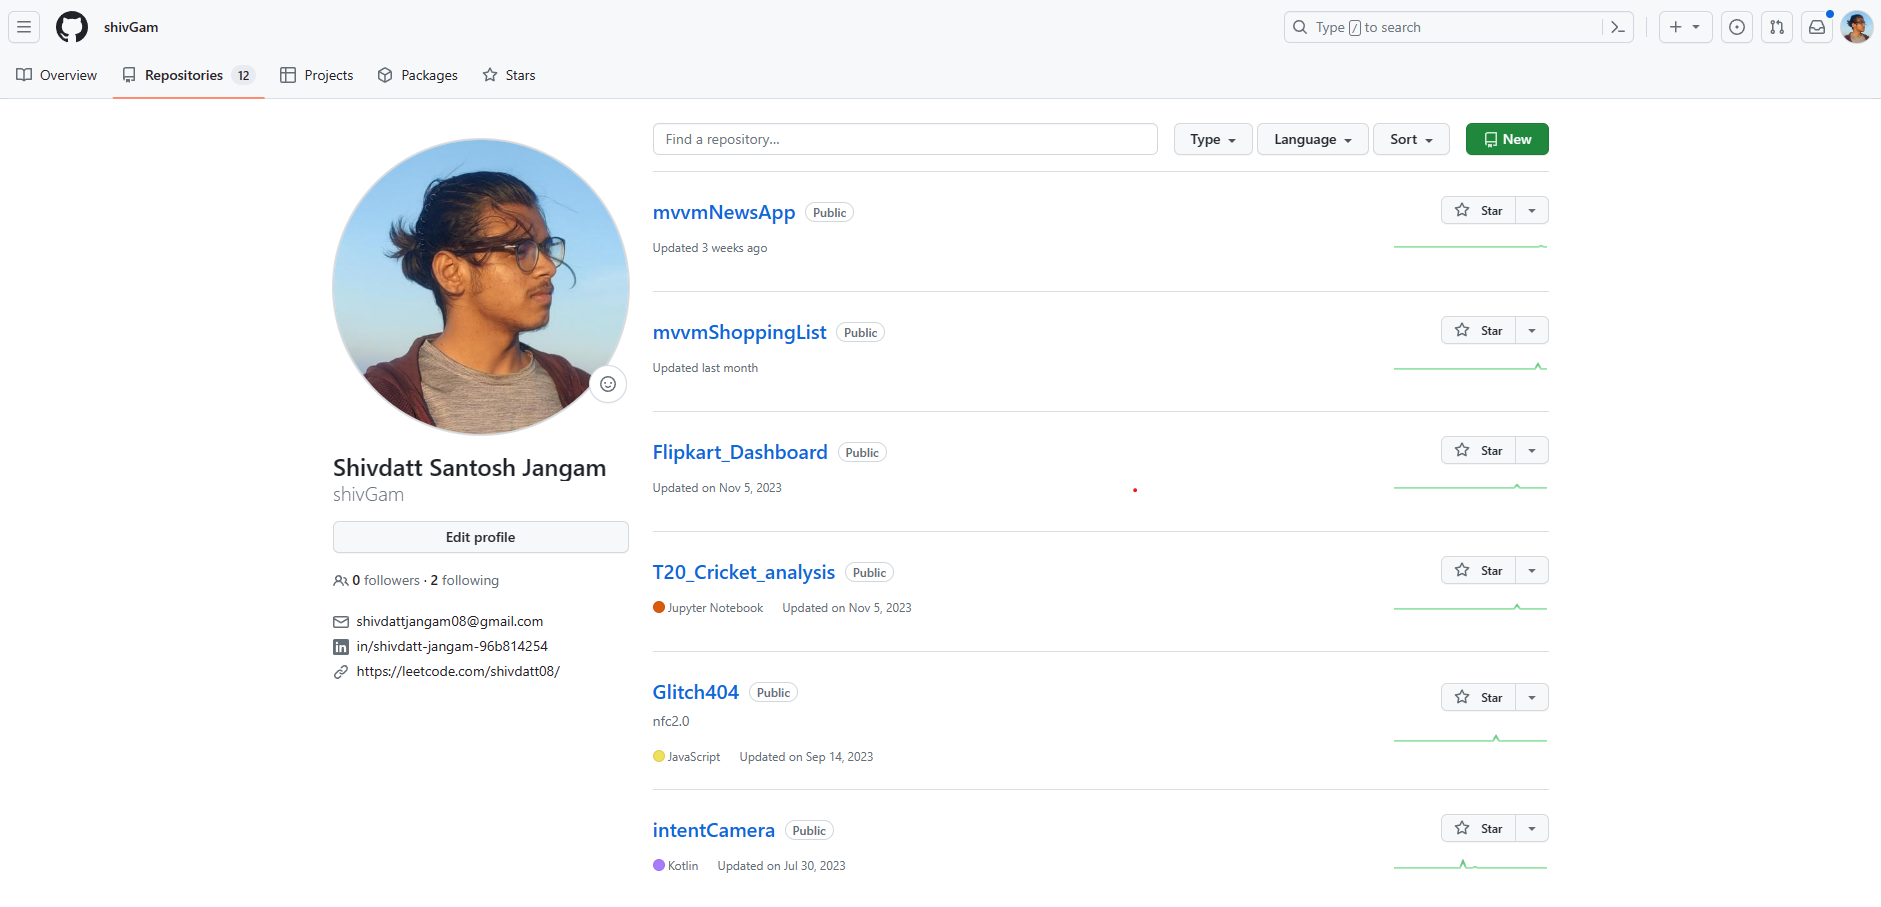 shivGam
Type / to search
Overview
Repositories 12
Projects
Packages
Stars
Shivdatt Santosh Jangam
shivGam
Edit profile
0 followers · 2 following
shivdattjangam08@gmail.com
in/shivdatt-jangam-96b814254
https://leetcode.com/shivdatt08/
Find a repository...
Type
Language
Sort
New
mvvmNewsApp Public
Star
Updated 3 weeks ago
mvvmShoppingList Public
Star
Updated last month
Flipkart_Dashboard Public
Star
Updated on Nov 5, 2023
T20_Cricket_analysis Public
Star
Jupyter Notebook Updated on Nov 5, 2023
Glitch404 Public
Star
nfc2.0
JavaScript Updated on Sep 14, 2023
intentCamera Public
Star
Kotlin Updated on Jul 30, 2023